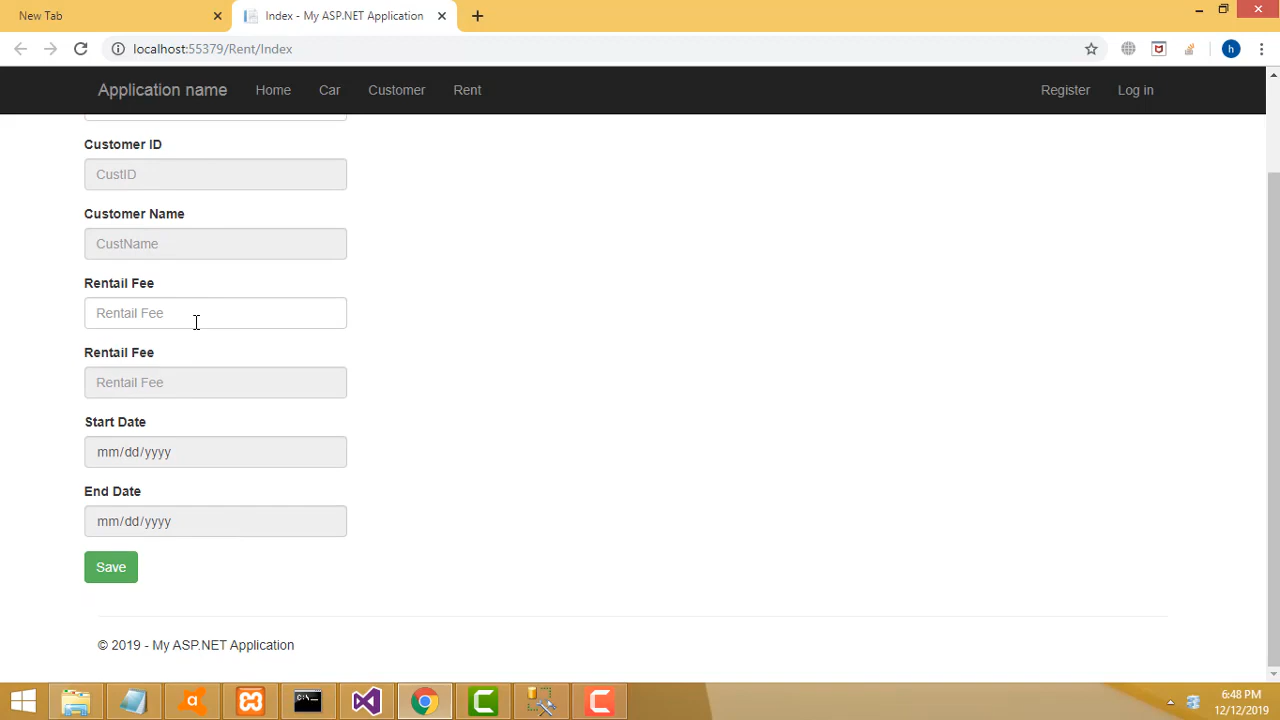 New Tab
Index - My ASP.NET Application
localhost:55379/Rent/Index
h
Application name
Home
Car
Customer
Rent
Register
Log in
Customer ID
CustID
Customer Name
CustName
Rentail Fee
Rentail Fee
Rentail Fee
Rentail Fee
Start Date
mm/dd/yyyy
End Date
mm/dd/yyyy
Save
© 2019 - My ASP.NET Application
6:48 PM
12/12/2019